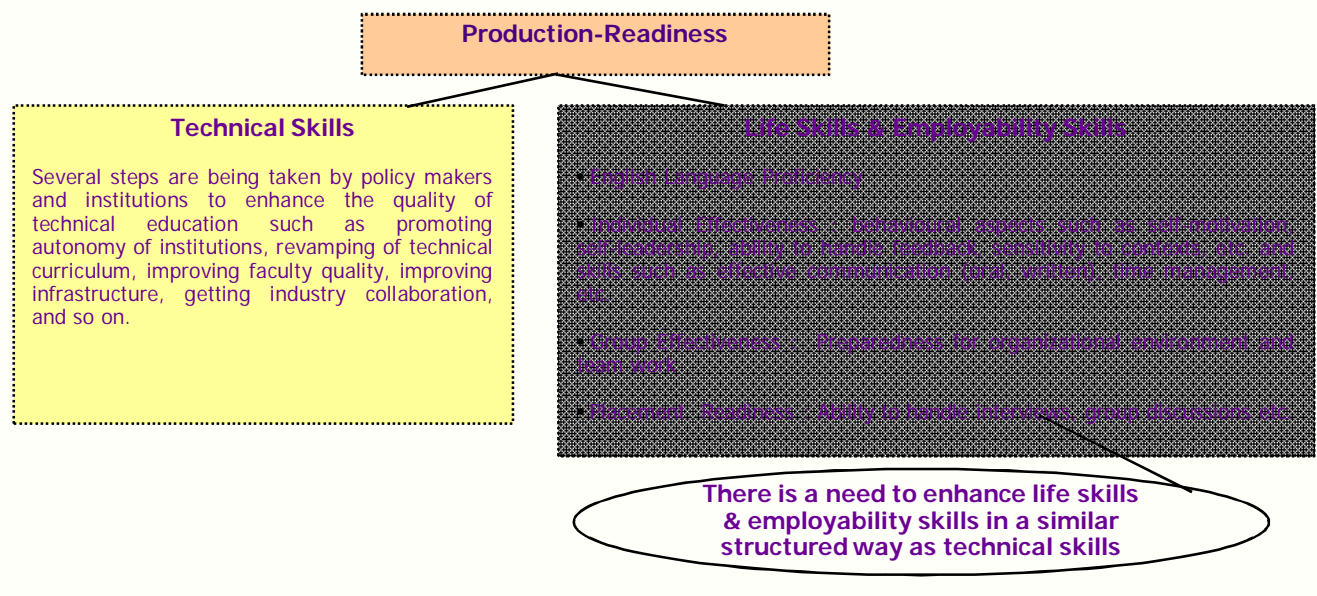 Production-Readiness
Technical Skills
Several steps are being taken by policy makers
and institutions to enhance the quality of
technical education such as promoting
autonomy of institutions, revamping of technical
curriculum, improving faculty quality, improving
infrastructure, getting industry collaboration,
and so on.
Life Skills & Employability Skills
• English Language Proficiency
• Individual Effectiveness : behavioural aspects such as self-motivation,
self-leadership, ability to handle feedback, sensitivity to contexts, etc. and
skills such as effective communication (oral, written), time management,
etc
• Group Effectiveness : Preparedness for organizational environment and
team work
• Placement Readiness : Ability to handle interviews, group discussions etc.
There is a need to enhance life skills
& employability skills in a similar
structured way as technical skills